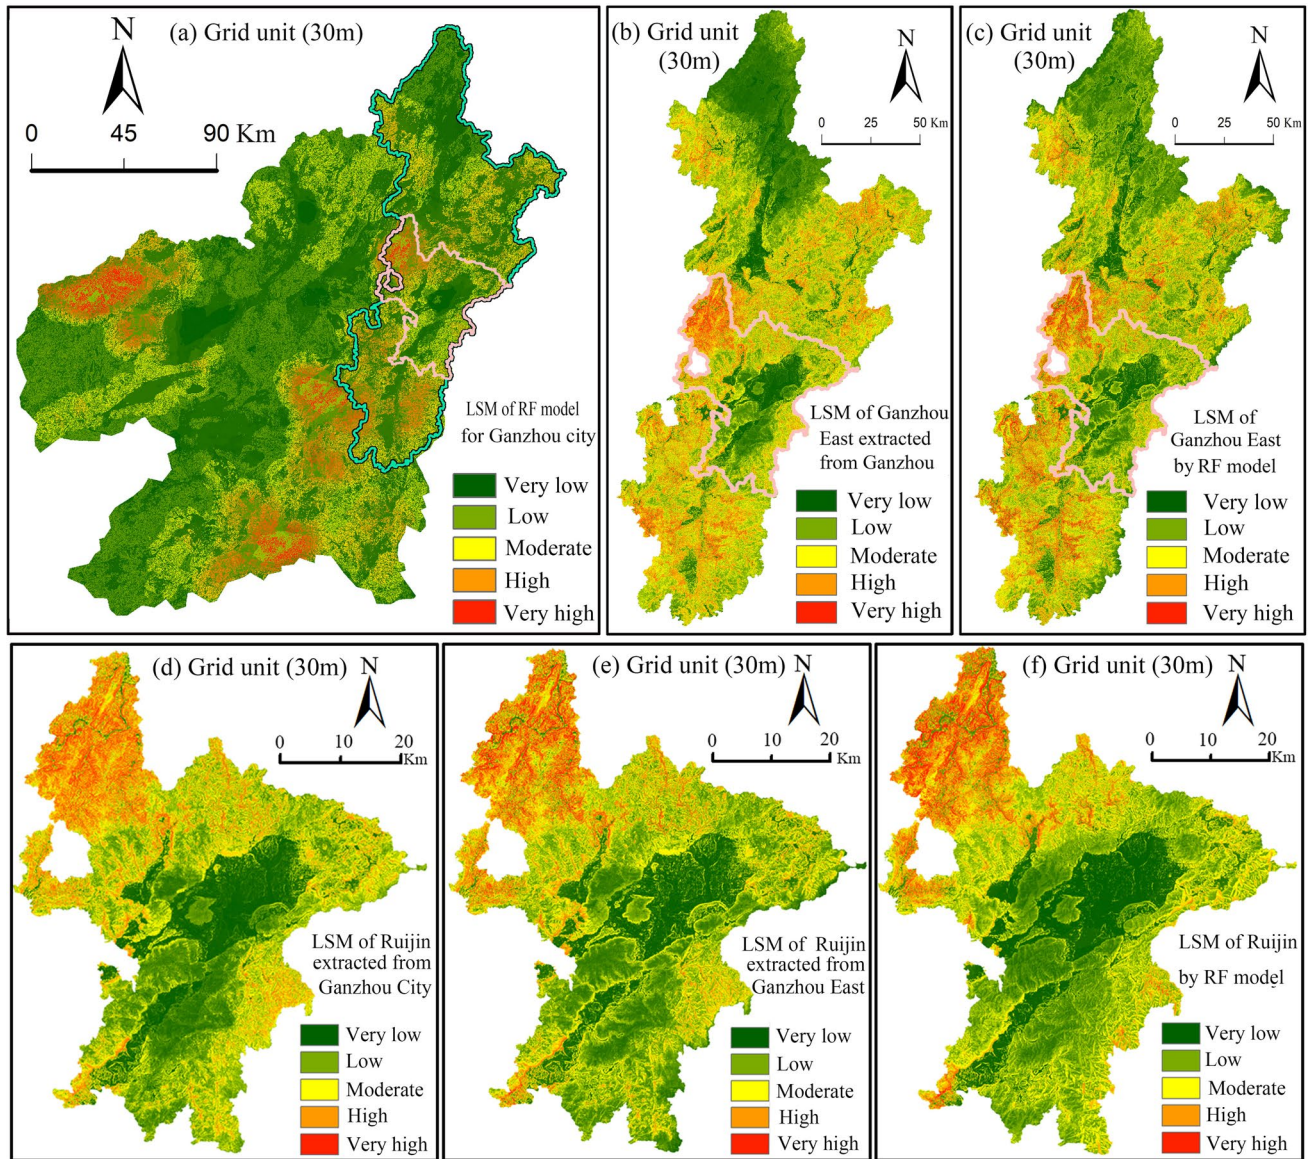 (a) Grid unit (30m)
N
0 45 90 Km
LSM of RF model
for Ganzhou city
Very low
Low
Moderate
High
Very high
(b) Grid unit
(30m)
N
0 25 50 Km
LSM of Ganzhou
East extracted
from Ganzhou
Very low
Low
Moderate
High
Very high
(c) Grid unit
(30m)
N
0 25 50 Km
LSM of
Ganzhou East
by RF model
Very low
Low
Moderate
High
Very high
(d) Grid unit (30m)
N
0 10 20
Km
LSM of Ruijin
extracted from
Ganzhou City
Very low
Low
Moderate
High
Very high
(e) Grid unit (30m)
N
0 10 20
Km
LSM of Ruijin
extracted from
Ganzhou East
Very low
Low
Moderate
High
Very high
(f) Grid unit (30m)
N
0 10 20
Km
LSM of Ruijin
by RF model
Very low
Low
Moderate
High
Very high